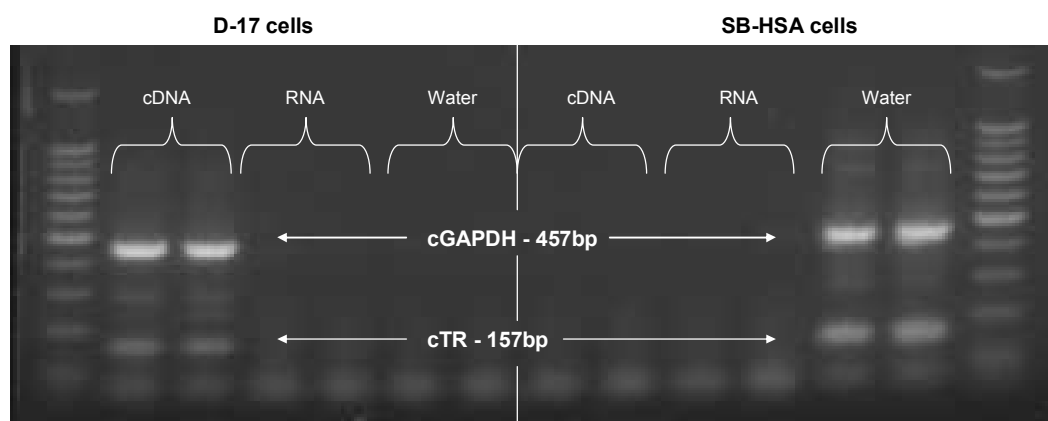 D-17 cells SB-HSA cells
cDNA RNA Water cDNA RNA Water
cGAPDH - 457bp
cTR - 157bp